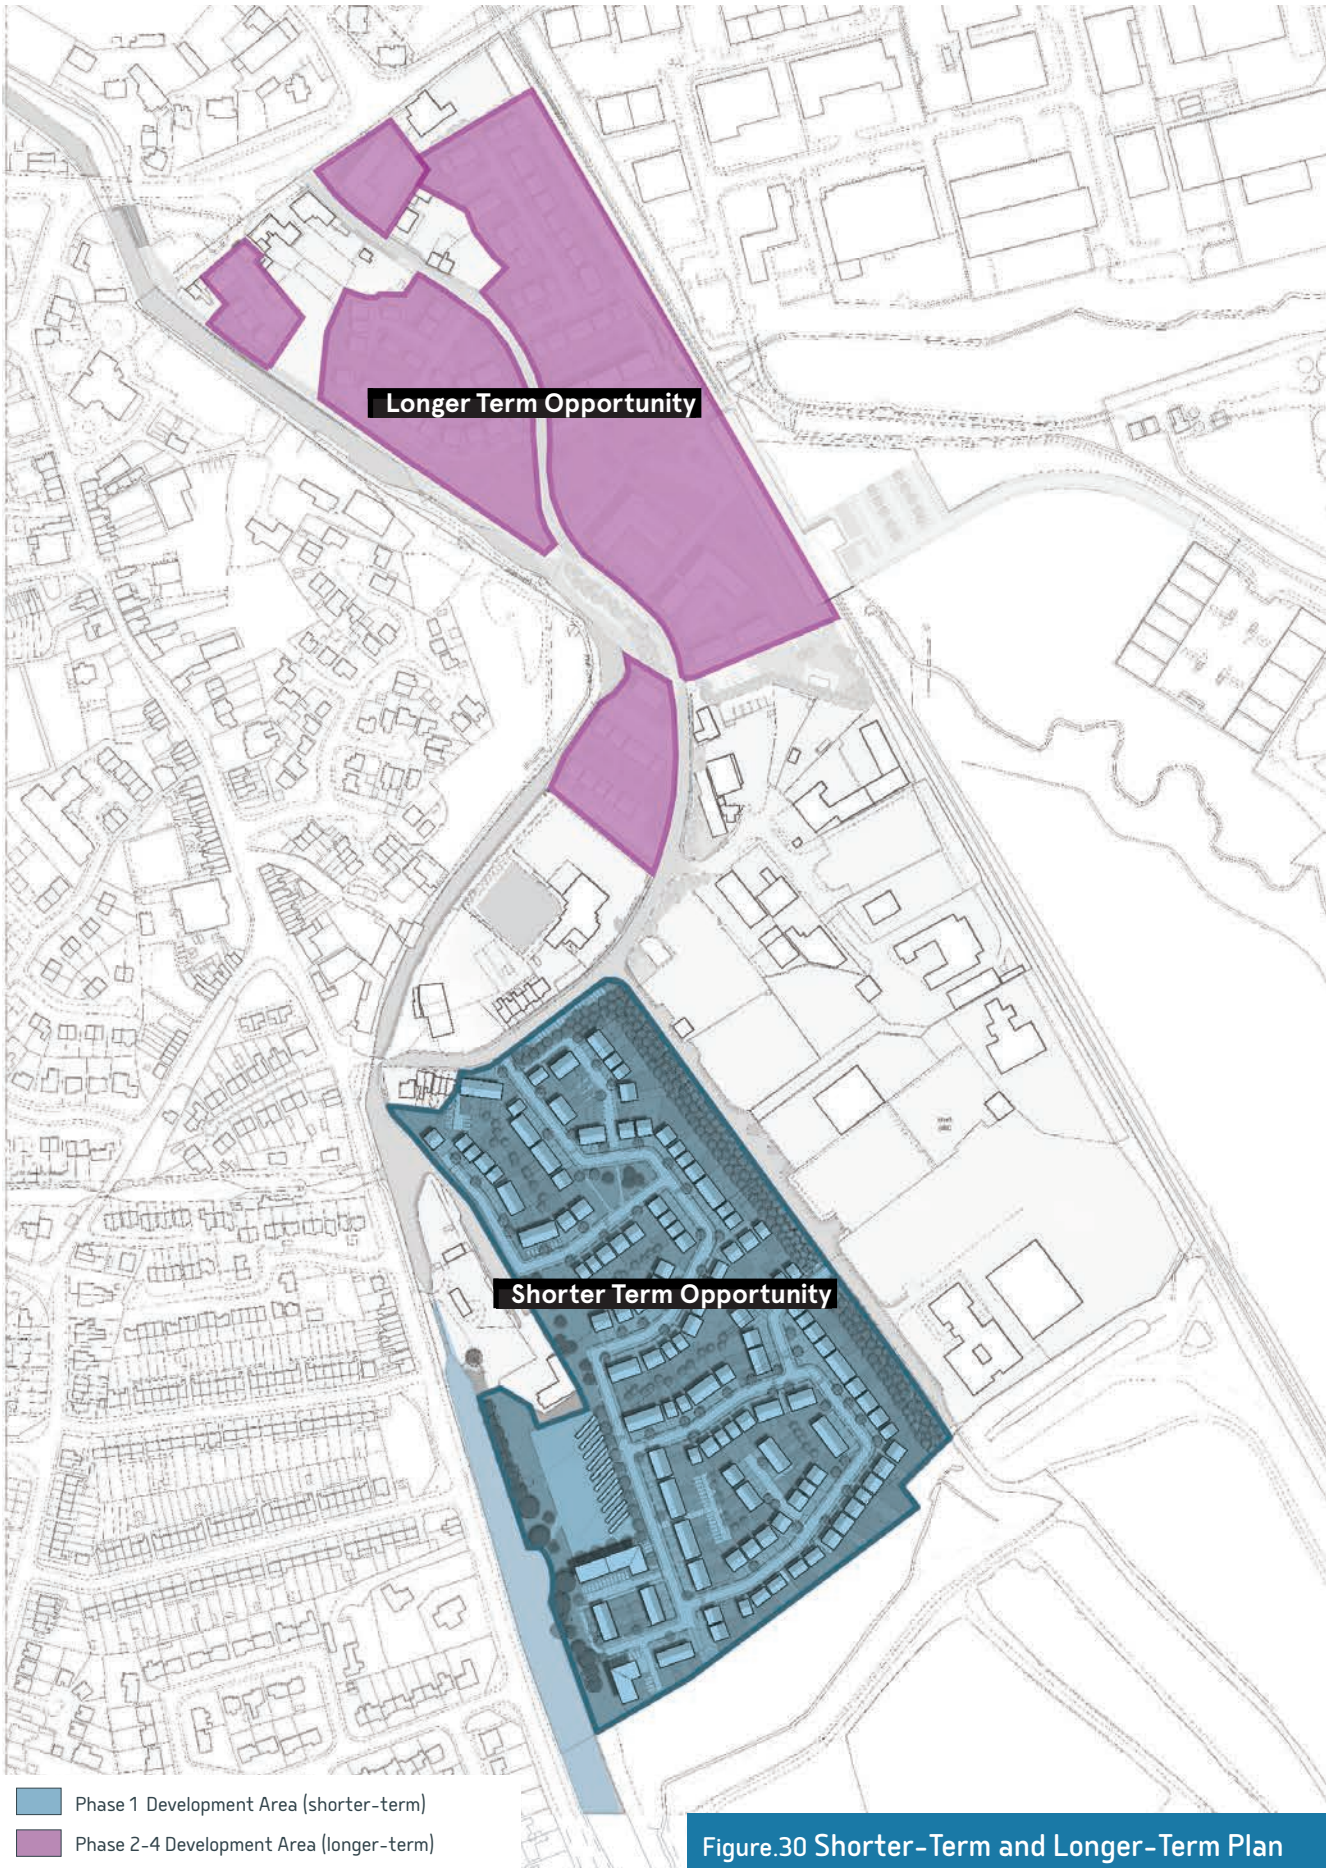 Longer Term Opportunity
Shorter Term Opportunity
Phase 1 Development Area (shorter-term)
Phase 2-4 Development Area (longer-term)
Figure.30 Shorter-Term and Longer-Term Plan